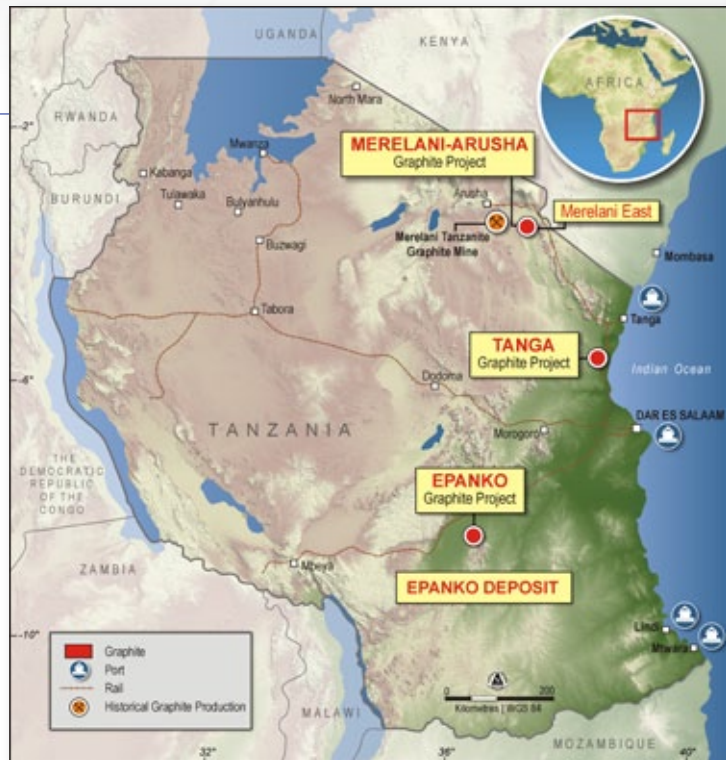 UGANDA
KENYA
AFRICA
North Mara
-2°
RWANDA
Mwanza
MERELANI-ARUSHA
Graphite Project
Kabanga
Tulawaka
Bulyanhulu
Arusha
Merelani East
BURUNDI
Buzwagi
Merelani Tanzanite
Graphite Mine
Mombasa
Tabora
Tanga
TANGA
Graphite Project
Indian Ocean
-6°
Dodoma
TANZANIA
Morogoro
DAR ES SALAAM
THE
DEMOCRATIC
REPUBLIC
OF THE
CONGO
EPANKO
Graphite Project
ZAMBIA
Mbeya
EPANKO DEPOSIT
-10°
Lindi
Mtwara
Graphite
Port
Rail
Historical Graphite Production
0 200
Kilometres | WGS 84
MALAWI
MOZAMBIQUE
32°
36°
40°